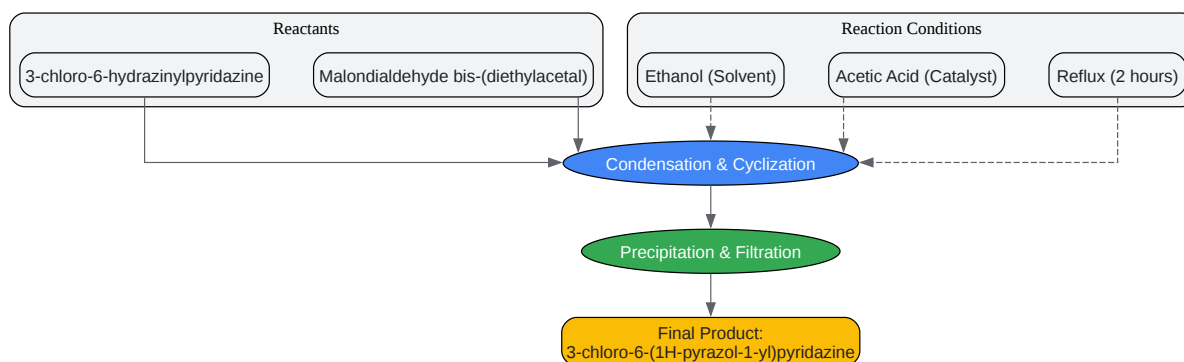 Reactants
Reaction Conditions
3-chloro-6-hydrazinylpyridazine
Malondialdehyde bis-(diethylacetal)
Ethanol (Solvent)
Acetic Acid (Catalyst)
Reflux (2 hours)
Condensation & Cyclization
Precipitation & Filtration
Final Product:
3-chloro-6-(1H-pyrazol-1-yl)pyridazine